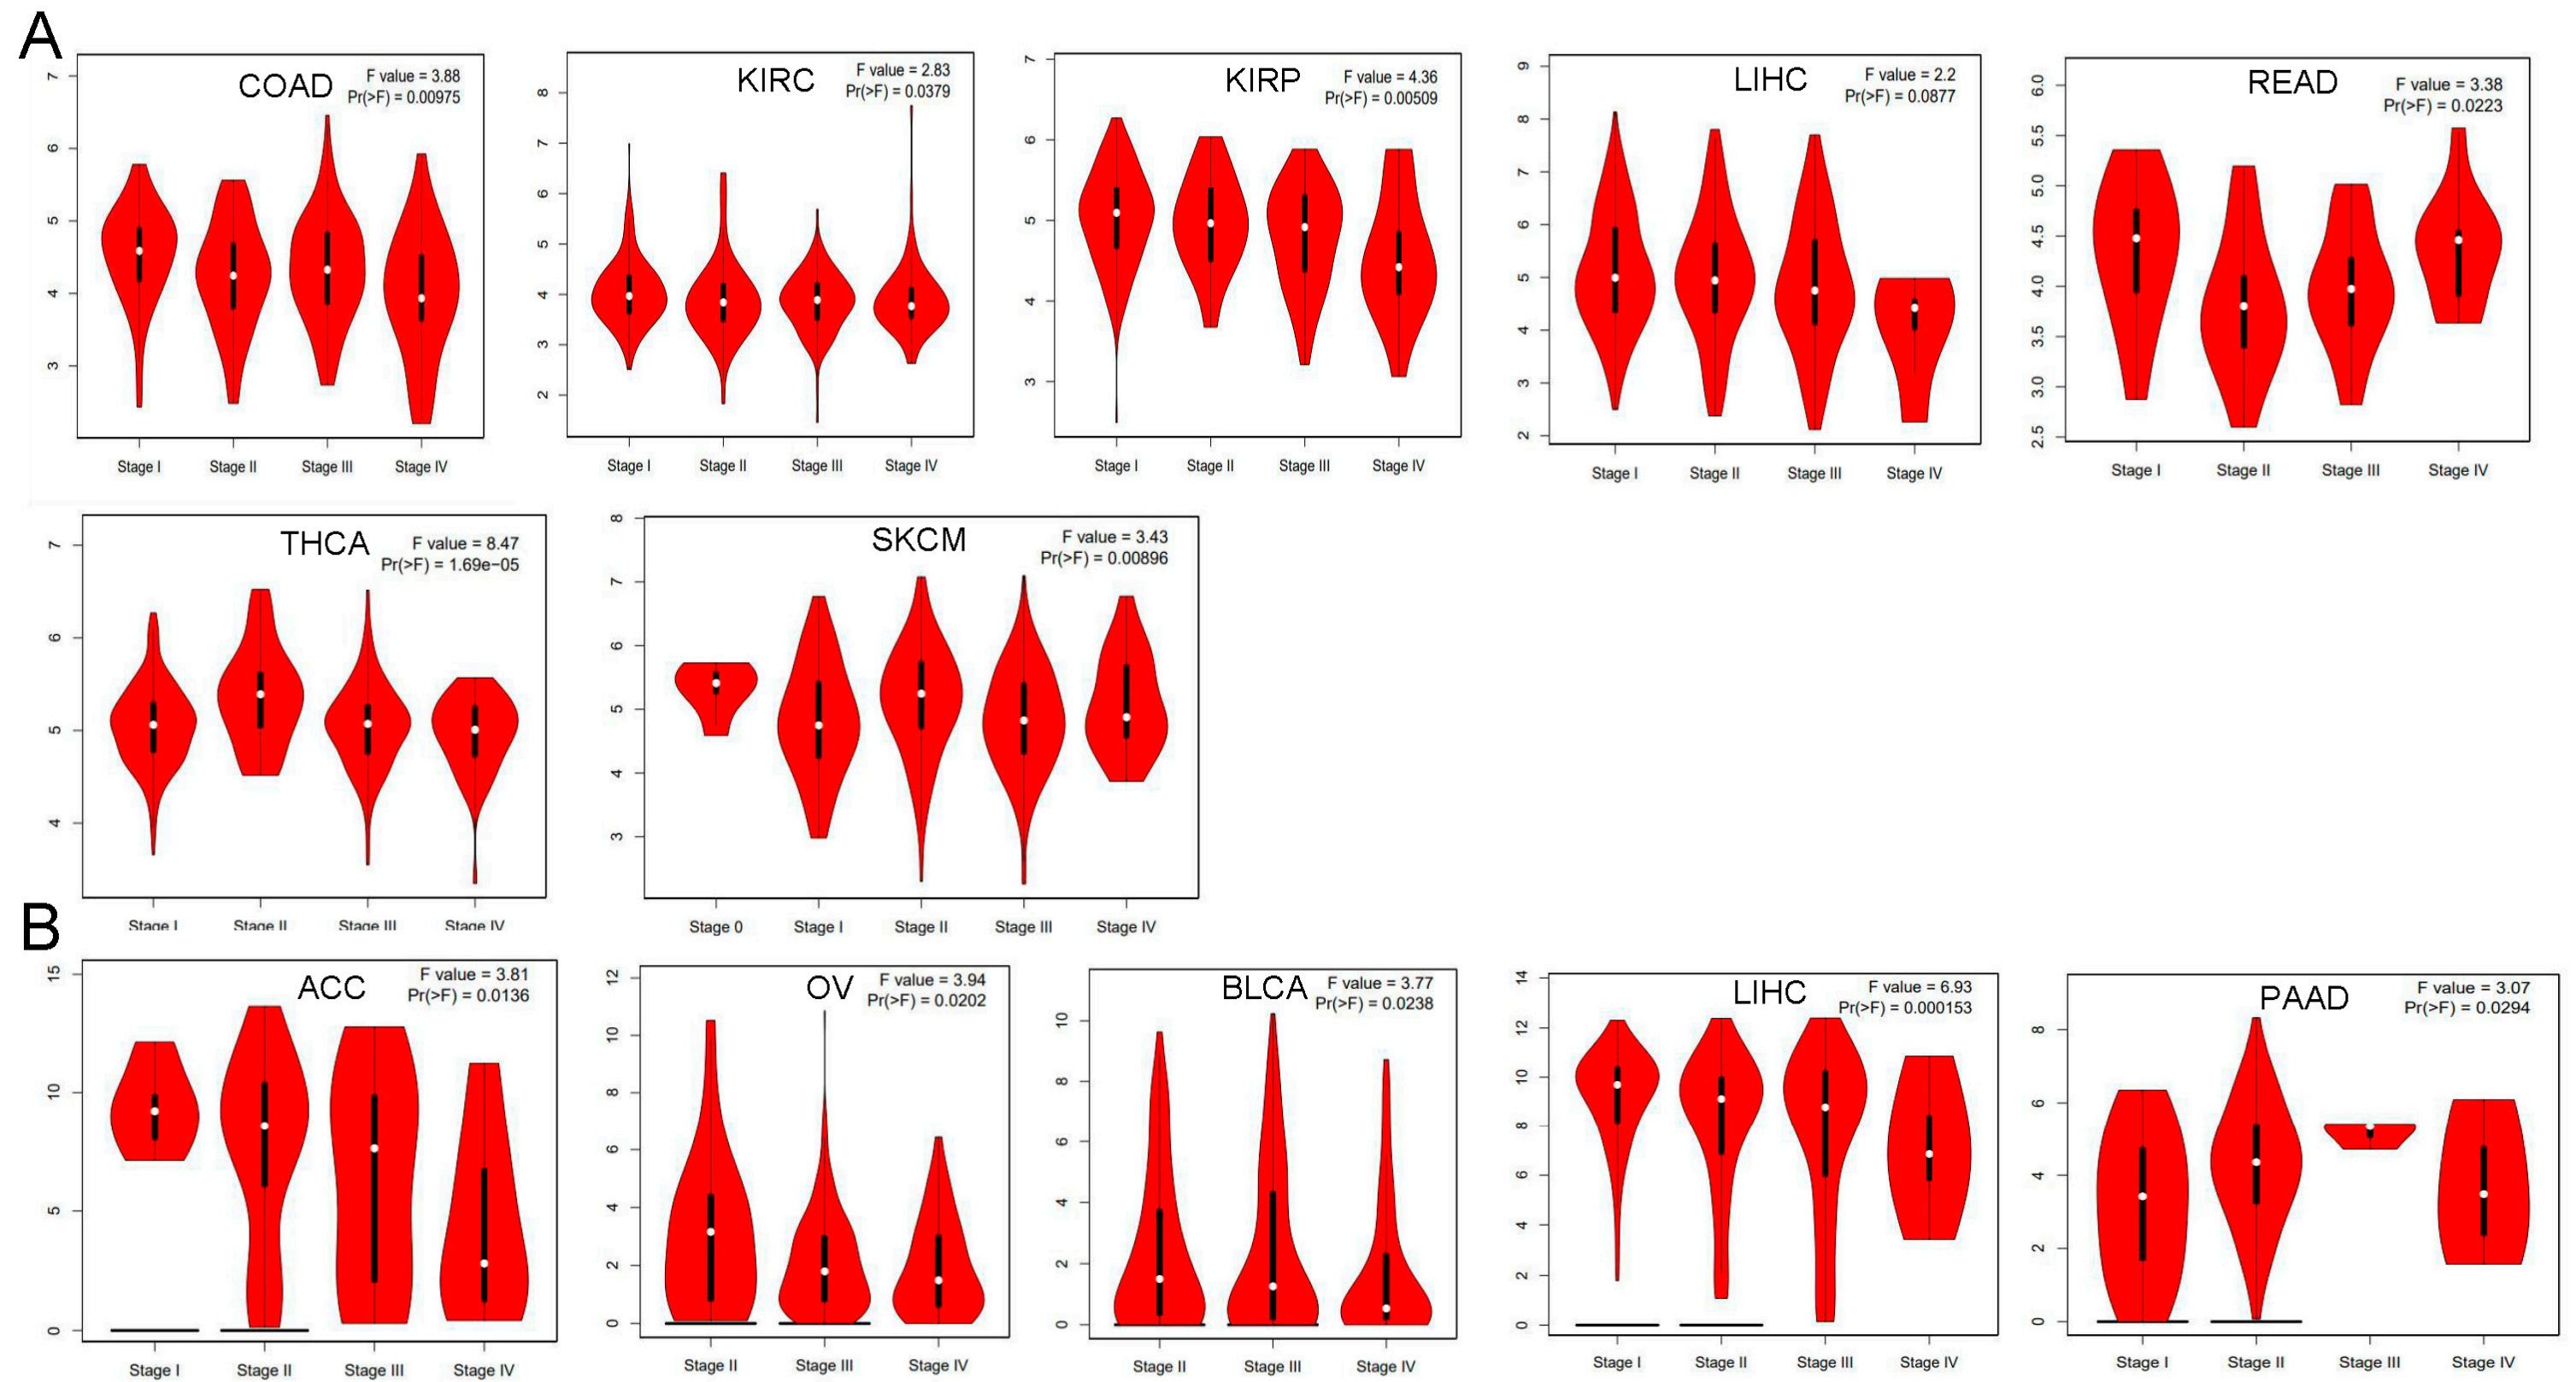 A
COAD
F value = 3.88
Pr(>F) = 0.00975
7
6
5
4
3
Stage I
Stage II
Stage III
Stage IV
KIRC
F value = 2.83
Pr(>F) = 0.0379
8
7
6
5
4
3
2
Stage I
Stage II
Stage III
Stage IV
KIRP
F value = 4.36
Pr(>F) = 0.00509
7
6
5
4
3
Stage I
Stage II
Stage III
Stage IV
LIHC
F value = 2.2
Pr(>F) = 0.0877
9
8
7
6
5
4
3
2
Stage I
Stage II
Stage III
Stage IV
READ
F value = 3.38
Pr(>F) = 0.0223
6.0
5.5
5.0
4.5
4.0
3.5
3.0
2.5
Stage I
Stage II
Stage III
Stage IV
THCA
F value = 8.47
Pr(>F) = 1.69e−05
7
6
5
4
Stage I
Stage II
Stage III
Stage IV
SKCM
F value = 3.43
Pr(>F) = 0.00896
8
7
6
5
4
3
Stage 0
Stage I
Stage II
Stage III
Stage IV
B
ACC
F value = 3.81
Pr(>F) = 0.0136
15
10
5
0
Stage I
Stage II
Stage III
Stage IV
OV
F value = 3.94
Pr(>F) = 0.0202
12
10
8
6
4
2
0
Stage II
Stage III
Stage IV
BLCA
F value = 3.77
Pr(>F) = 0.0238
10
8
6
4
2
0
Stage II
Stage III
Stage IV
LIHC
F value = 6.93
Pr(>F) = 0.000153
14
12
10
8
6
4
2
0
Stage I
Stage II
Stage III
Stage IV
PAAD
F value = 3.07
Pr(>F) = 0.0294
8
6
4
2
0
Stage I
Stage II
Stage III
Stage IV